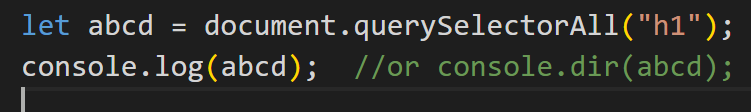 let abcd = document.querySelectorAll("h1");
console.log(abcd);  //or console.dir(abcd);